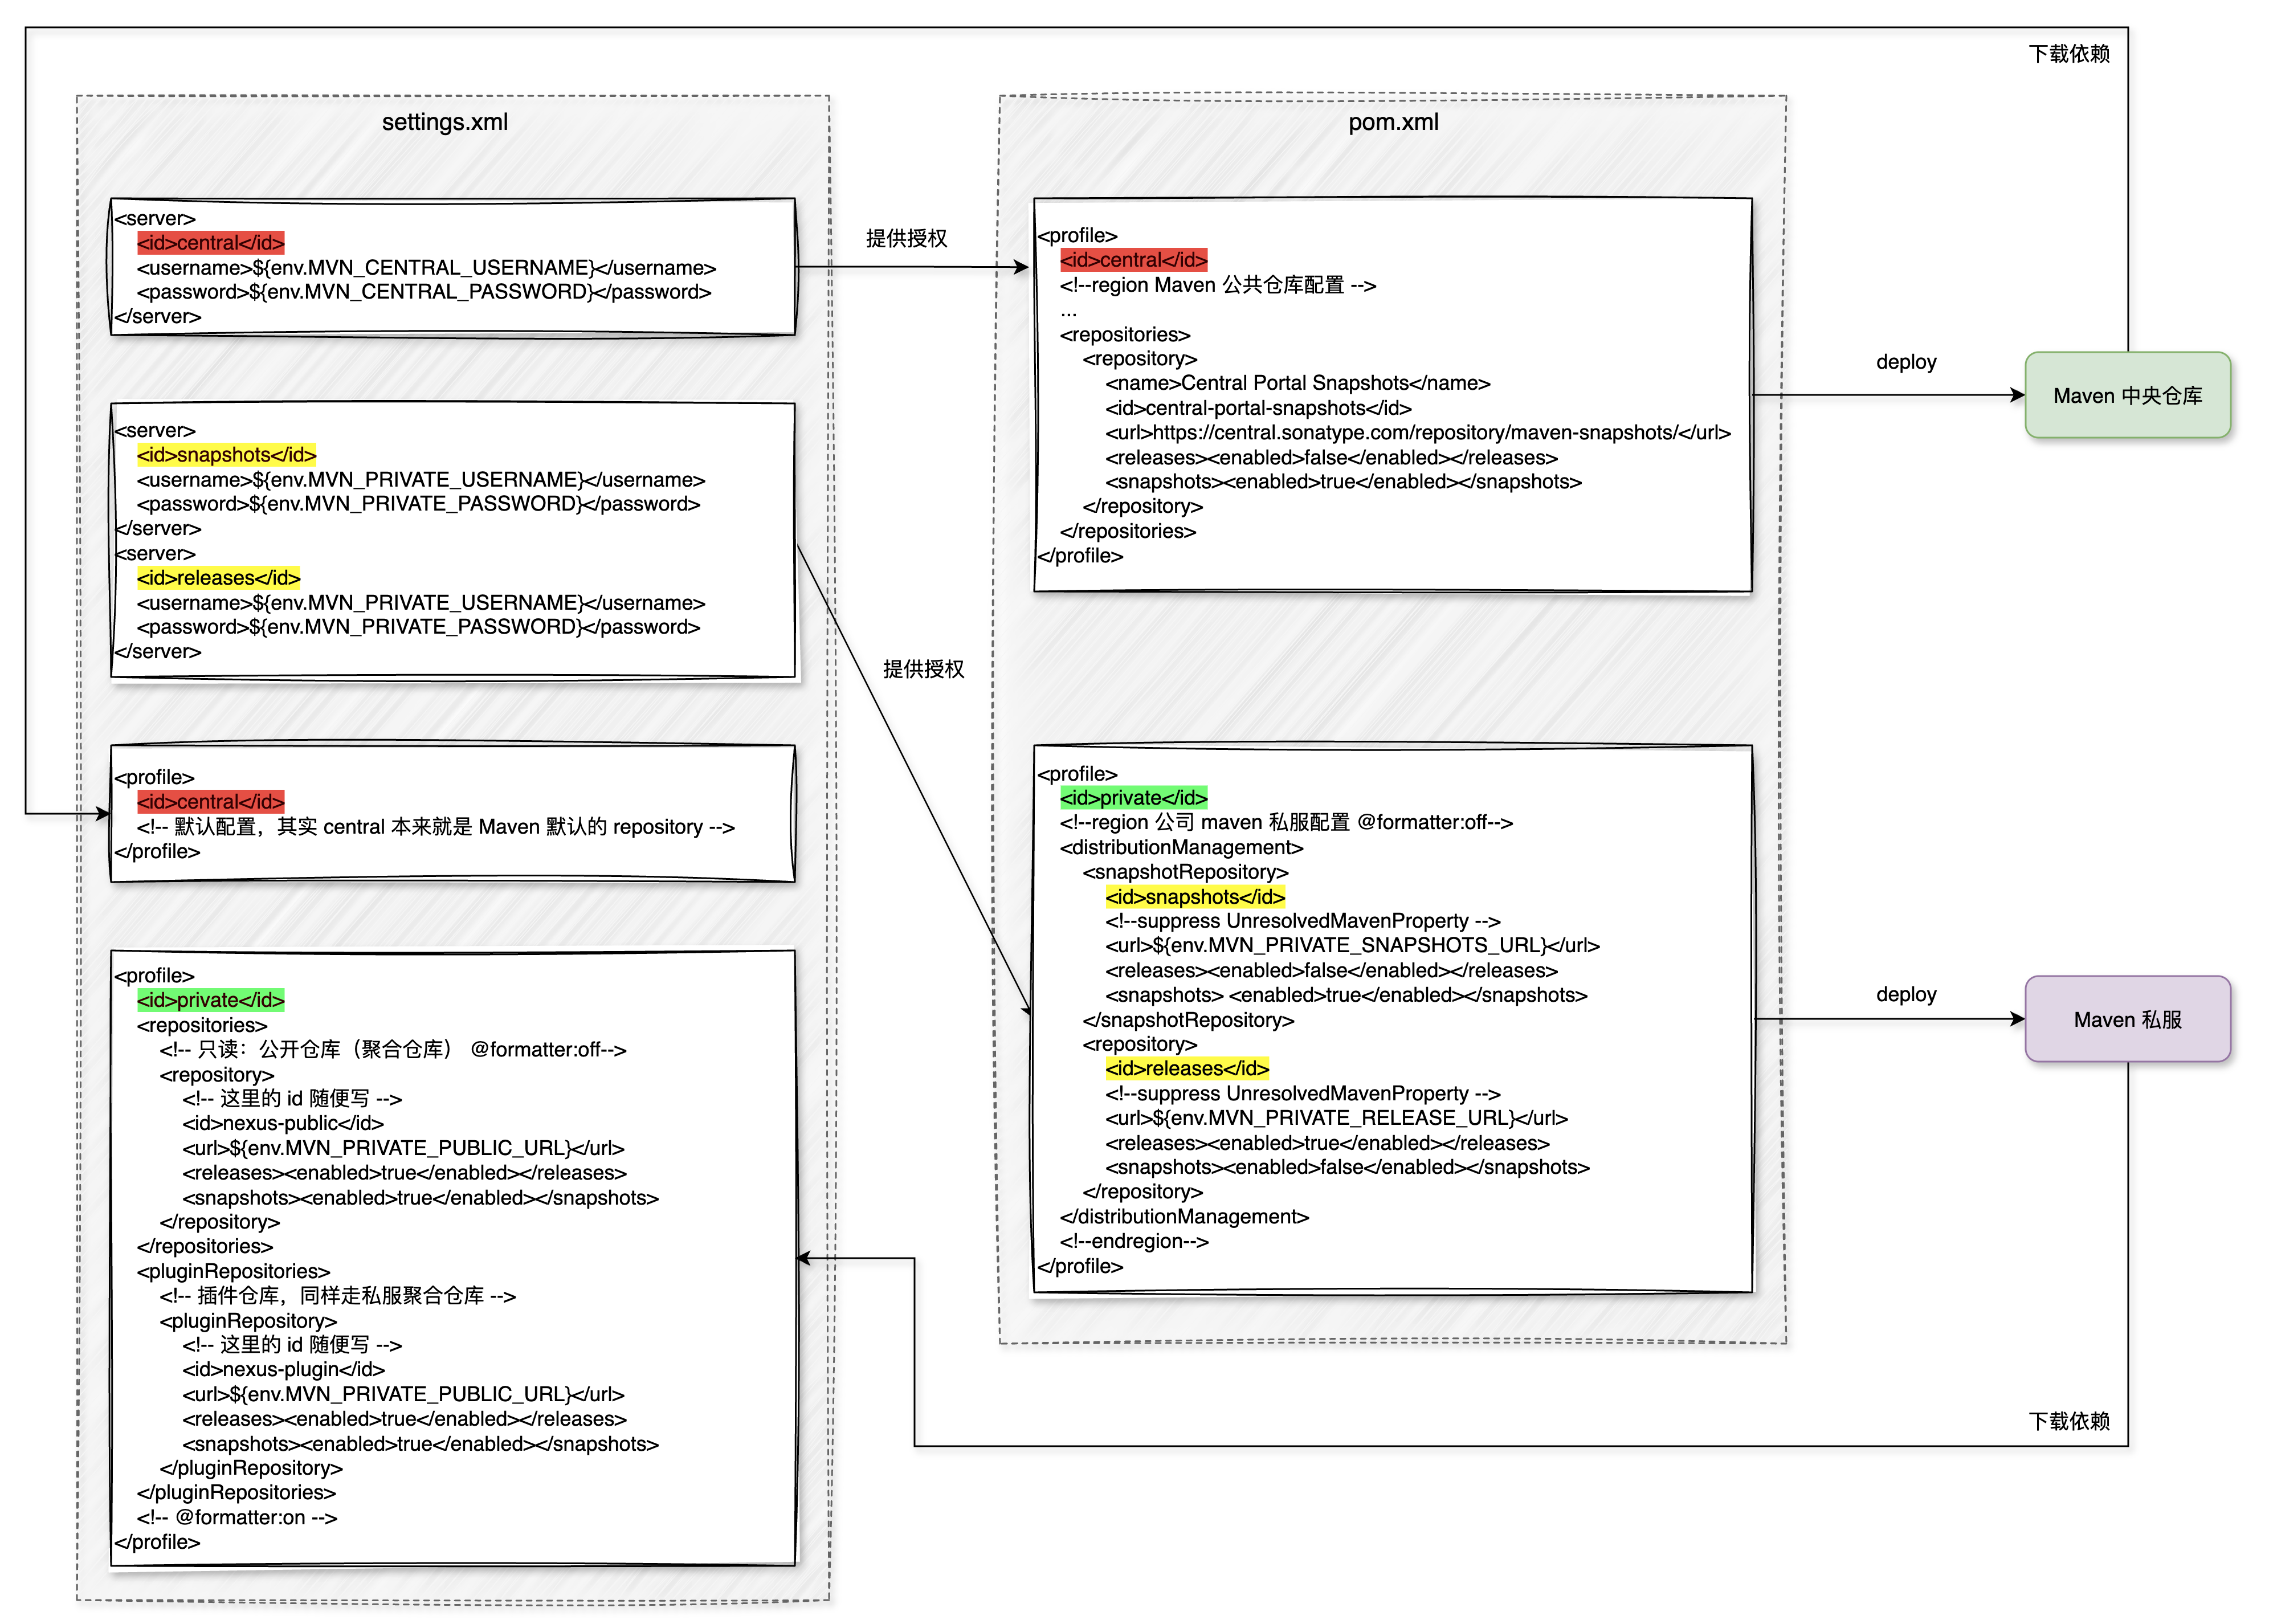 下载依赖
settings.xml
<server>
<id>central</id>
<username>${env.MVN_CENTRAL_USERNAME}</username>
<password>${env.MVN_CENTRAL_PASSWORD}</password>
</server>
<server>
<id>snapshots</id>
<username>${env.MVN_PRIVATE_USERNAME}</username>
<password>${env.MVN_PRIVATE_PASSWORD}</password>
</server>
<server>
<id>releases</id>
<username>${env.MVN_PRIVATE_USERNAME}</username>
<password>${env.MVN_PRIVATE_PASSWORD}</password>
</server>
<profile>
<id>central</id>
<!-- 默认配置，其实 central 本来就是 Maven 默认的 repository -->
</profile>
<profile>
<id>private</id>
<repositories>
<!-- 只读：公开仓库（聚合仓库） @formatter:off-->
<repository>
<!-- 这里的 id 随便写 -->
<id>nexus-public</id>
<url>${env.MVN_PRIVATE_PUBLIC_URL}</url>
<releases><enabled>true</enabled></releases>
<snapshots><enabled>true</enabled></snapshots>
</repository>
</repositories>
<pluginRepositories>
<!-- 插件仓库，同样走私服聚合仓库 -->
<pluginRepository>
<!-- 这里的 id 随便写 -->
<id>nexus-plugin</id>
<url>${env.MVN_PRIVATE_PUBLIC_URL}</url>
<releases><enabled>true</enabled></releases>
<snapshots><enabled>true</enabled></snapshots>
</pluginRepository>
</pluginRepositories>
<!-- @formatter:on -->
</profile>
提供授权
提供授权
pom.xml
<profile>
<id>central</id>
<!--region Maven 公共仓库配置 -->
...
<repositories>
<repository>
<name>Central Portal Snapshots</name>
<id>central-portal-snapshots</id>
<url>https://central.sonatype.com/repository/maven-snapshots/</url>
<releases><enabled>false</enabled></releases>
<snapshots><enabled>true</enabled></snapshots>
</repository>
</repositories>
</profile>
<profile>
<id>private</id>
<!--region 公司 maven 私服配置 @formatter:off-->
<distributionManagement>
<snapshotRepository>
<id>snapshots</id>
<!--suppress UnresolvedMavenProperty -->
<url>${env.MVN_PRIVATE_SNAPSHOTS_URL}</url>
<releases><enabled>false</enabled></releases>
<snapshots> <enabled>true</enabled></snapshots>
</snapshotRepository>
<repository>
<id>releases</id>
<!--suppress UnresolvedMavenProperty -->
<url>${env.MVN_PRIVATE_RELEASE_URL}</url>
<releases><enabled>true</enabled></releases>
<snapshots><enabled>false</enabled></snapshots>
</repository>
</distributionManagement>
<!--endregion-->
</profile>
deploy
Maven 中央仓库
deploy
Maven 私服
下载依赖